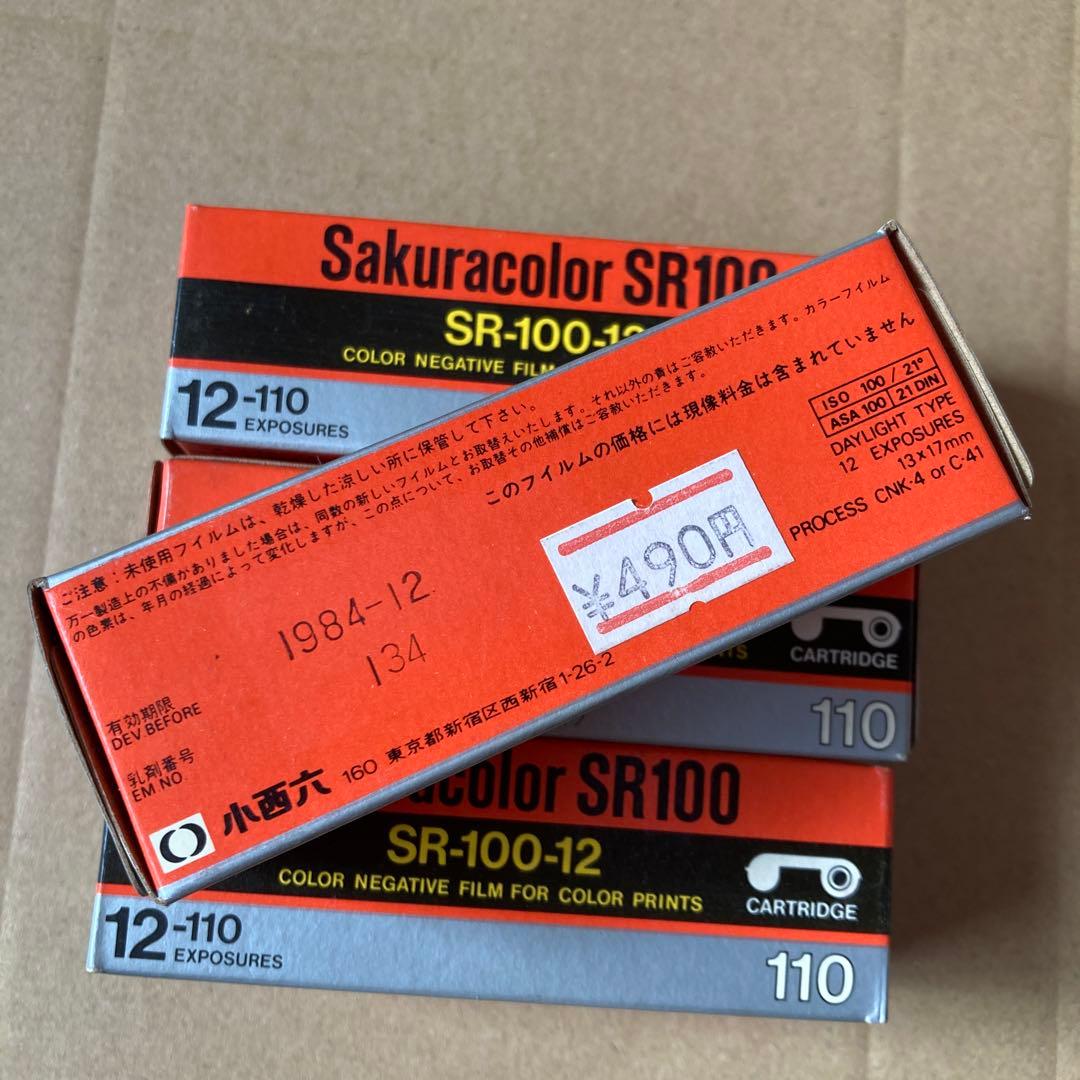 Sakuracolor SR100
SR-100-12
COLOR NEGATIVE FILM
12-110
EXPOSURES
ご注意:未使用フイルムは、乾燥した涼しい所に保管して下さい。
万一製造上の不備がありました場合は、同数の新しいフイルムとお取替えいたします。それ以外の責はご容赦いただきます。カラーフイルム
の色素は、年月の経過によって変化しますが、この点について、お取替その他補償はご容赦いただきます。
このフイルムの価格には現像料金は含まれていません
ISO 100/21°
ASA 100 21 DIN
DAYLIGHT TYPE
12 EXPOSURES
13×17mm
PROCESS CNK-4 or C-41
¥490円
1984-12
134
有効期限
DEV.BEFORE
乳剤番号
EM NO.
小西六 160 東京都新宿区西新宿1-26-2
CARTRIDGE
110
color SR100
SR-100-12
COLOR NEGATIVE FILM FOR COLOR PRINTS
CARTRIDGE
12-110
EXPOSURES
110